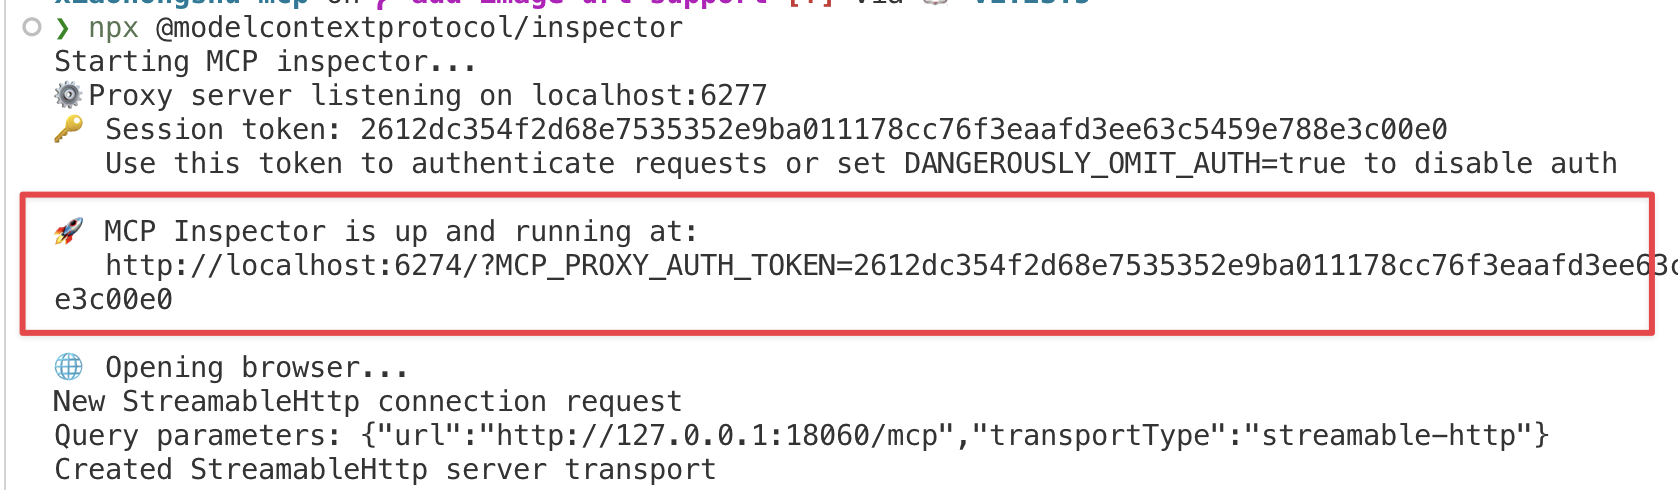 ❯ npx @modelcontextprotocol/inspector
Starting MCP inspector...
⚙️Proxy server listening on localhost:6277
🔑 Session token: 2612dc354f2d68e7535352e9ba011178cc76f3eaafd3ee63c5459e788e3c00e0
Use this token to authenticate requests or set DANGEROUSLY_OMIT_AUTH=true to disable auth
🚀 MCP Inspector is up and running at:
http://localhost:6274/?MCP_PROXY_AUTH_TOKEN=2612dc354f2d68e7535352e9ba011178cc76f3eaafd3ee63c
e3c00e0
🌐 Opening browser...
New StreamableHttp connection request
Query parameters: {"url":"http://127.0.0.1:18060/mcp","transportType":"streamable-http"}
Created StreamableHttp server transport